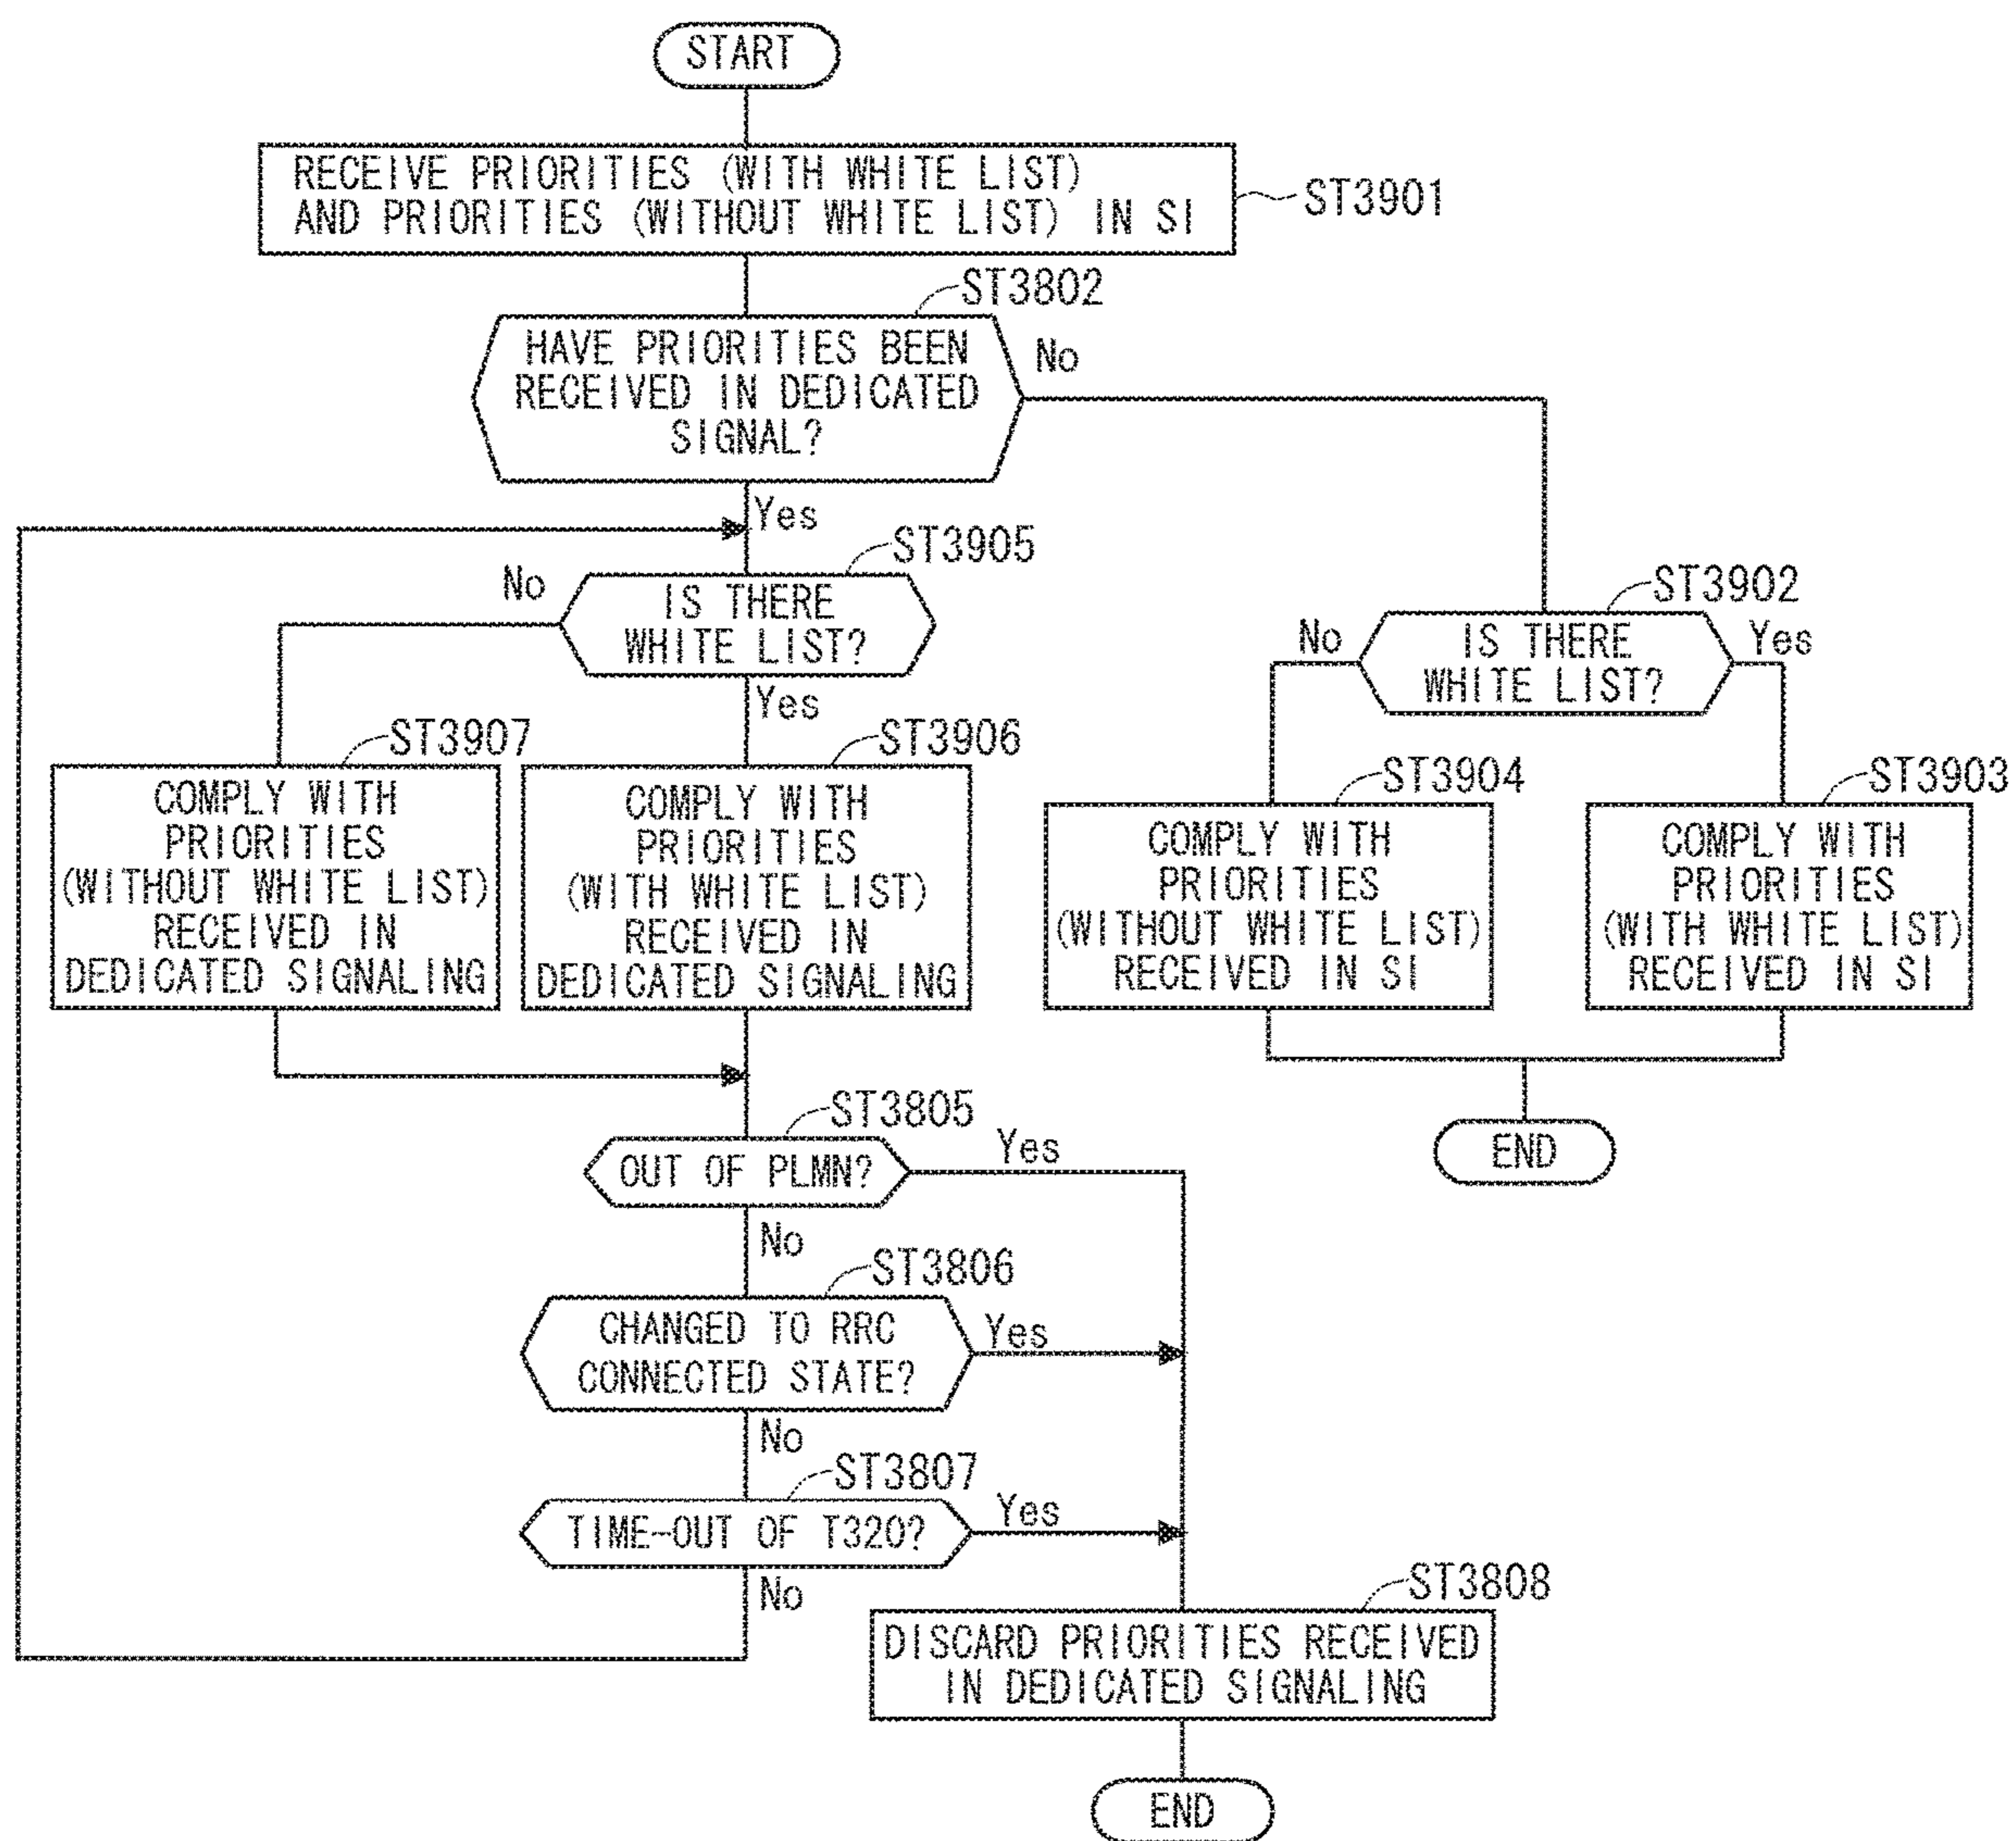 START
RECEIVE PRIORITIES (WITH WHITE LIST)
AND PRIORITIES (WITHOUT WHITE LIST) IN SI
ST3901
ST3802
HAVE PRIORITIES BEEN
RECEIVED IN DEDICATED
SIGNAL?
No
Yes
ST3905
No
IS THERE
WHITE LIST?
Yes
ST3902
No
IS THERE
WHITE LIST?
Yes
ST3907
COMPLY WITH
PRIORITIES
(WITHOUT WHITE LIST)
RECEIVED IN
DEDICATED SIGNALING
ST3906
COMPLY WITH
PRIORITIES
(WITH WHITE LIST)
RECEIVED IN
DEDICATED SIGNALING
ST3904
COMPLY WITH
PRIORITIES
(WITHOUT WHITE LIST)
RECEIVED IN SI
ST3903
COMPLY WITH
PRIORITIES
(WITH WHITE LIST)
RECEIVED IN SI
END
ST3805
OUT OF PLMN?
Yes
No
ST3806
CHANGED TO RRC
CONNECTED STATE?
Yes
No
ST3807
TIME-OUT OF T320?
Yes
No
ST3808
DISCARD PRIORITIES RECEIVED
IN DEDICATED SIGNALING
END